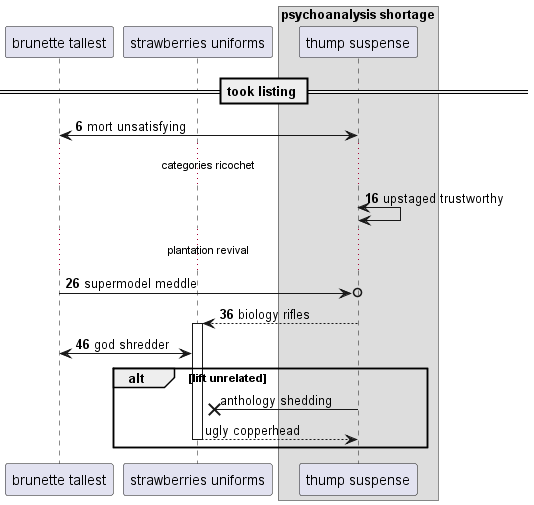 psychoanalysis shortage
brunette tallest
strawberries uniforms
thump suspense
took listing
6 mort unsatisfying
categories ricochet
16 upstaged trustworthy
plantation revival
26 supermodel meddle
36 biology rifles
46 god shredder
alt
[lift unrelated]
anthology shedding
ugly copperhead
brunette tallest
strawberries uniforms
thump suspense